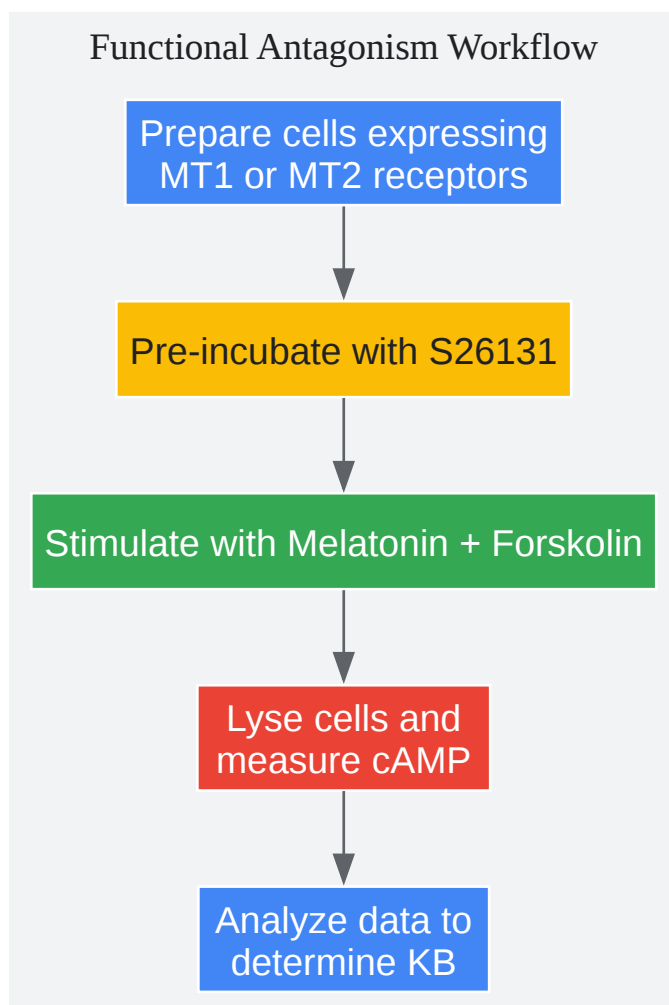 Functional Antagonism Workflow
Prepare cells expressing
MT1 or MT2 receptors
Pre-incubate with S26131
Stimulate with Melatonin + Forskolin
Lyse cells and
measure cAMP
Analyze data to
determine KB